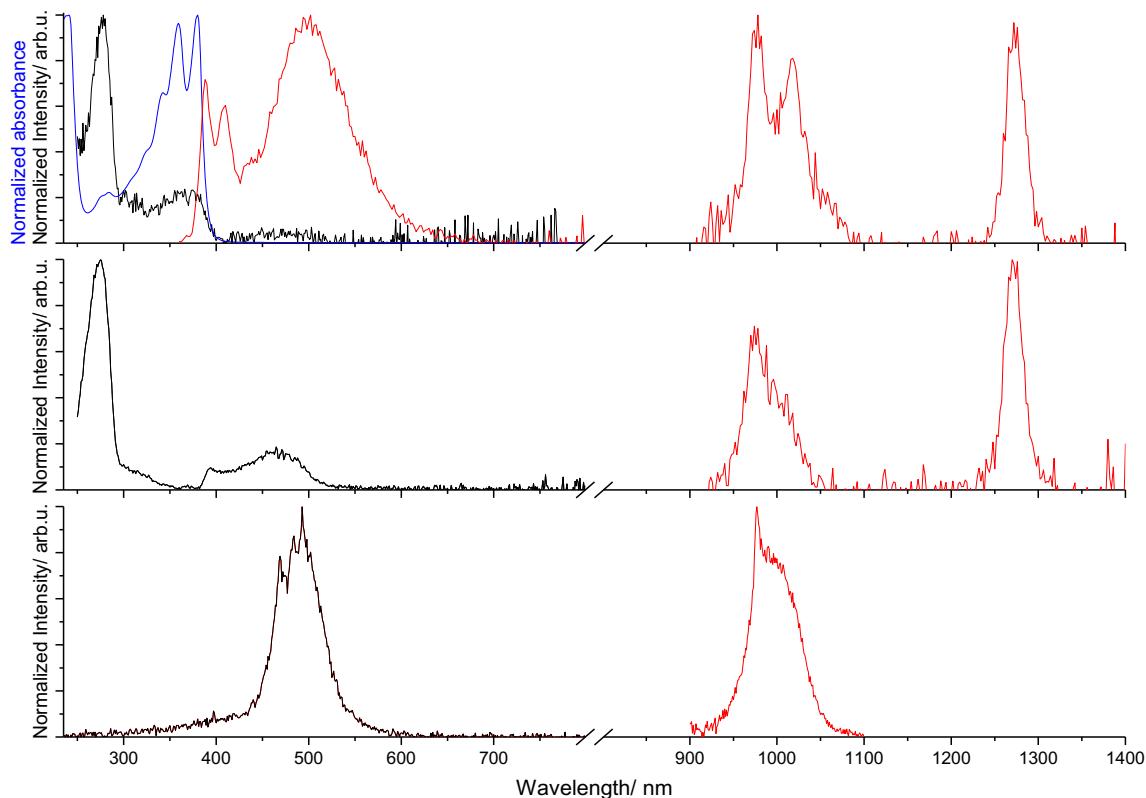 Normalized absorbance
Normalized Intensity/ arb.u.
Normalized Intensity/ arb.u.
Normalized Intensity/ arb.u.
300 400 500 600 700 900 1000 1100 1200 1300 1400
Wavelength/ nm